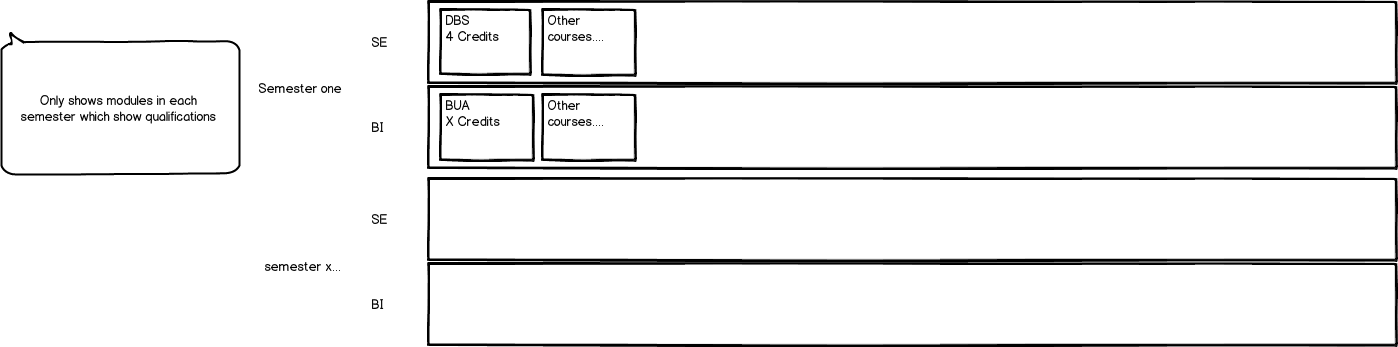 DBS
4 Credits
Other
courses....
SE
Only shows modules in each
semester which show qualifications
Semester one
BUA
X Credits
Other
courses....
BI
SE
semester x...
BI